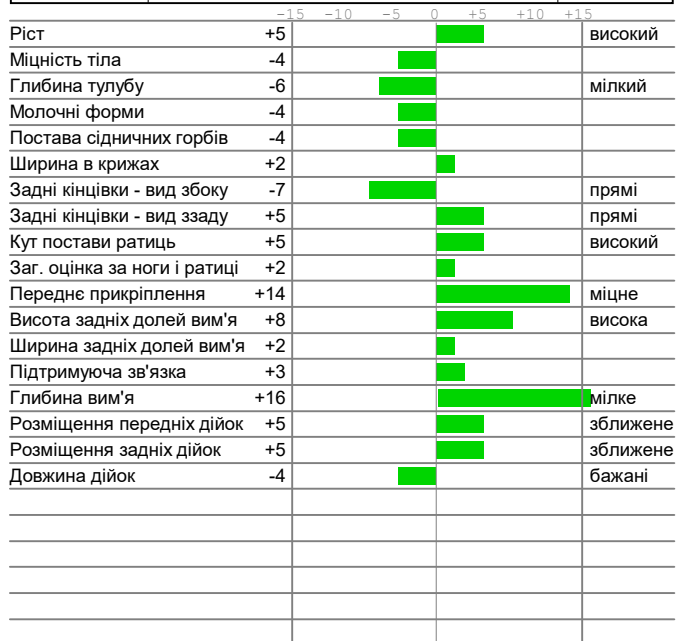 -15 -10 -5 0 +5 +10 +15
Ріст +5 високий
Міцність тіла -4
Глибина тулубу -6 мілкий
Молочні форми -4
Постава сідничних горбів -4
Ширина в крижах +2
Задні кінцівки - вид збоку -7 прямі
Задні кінцівки - вид ззаду +5 прямі
Кут постави ратиць +5 високий
Заг. оцінка за ноги і ратиці +2
Переднє прикріплення +14 міцне
Висота задніх долей вим'я +8 висока
Ширина задніх долей вим'я +2
Підтримуюча зв'язка +3
Глибина вим'я +16 мілке
Розміщення передніх дійок +5 зближене
Розміщення задніх дійок +5 зближене
Довжина дійок -4 бажані